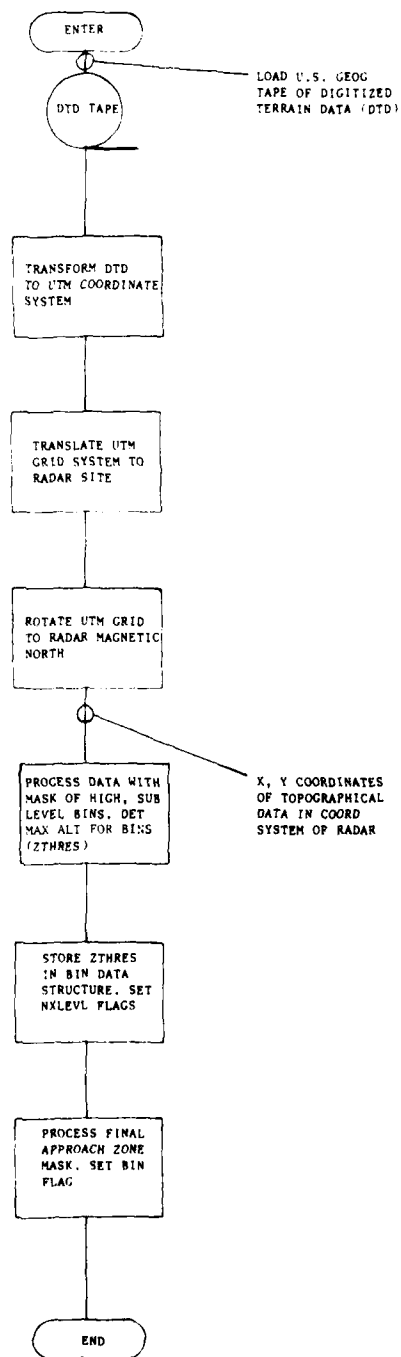 ENTER
LOAD U.S. GEOG
TAPE OF DIGITIZED
TERRAIN DATA (DTD)
DTD TAPE
TRANSFORM DTD
TO UTM COORDINATE
SYSTEM
TRANSLATE UTM
GRID SYSTEM TO
RADAR SITE
ROTATE UTM GRID
TO RADAR MAGNETIC
NORTH
PROCESS DATA WITH
MASK OF HIGH, SUB
LEVEL BINS, DET
MAX ALT FOR BINS
(ZTHRES)
X, Y COORDINATES
OF TOPOGRAPHICAL
DATA IN COORD
SYSTEM OF RADAR
STORE ZTHRES
IN BIN DATA
STRUCTURE. SET
NXLEVL FLAGS
PROCESS FINAL
APPROACH ZONE
MASK. SET BIN
FLAG
END